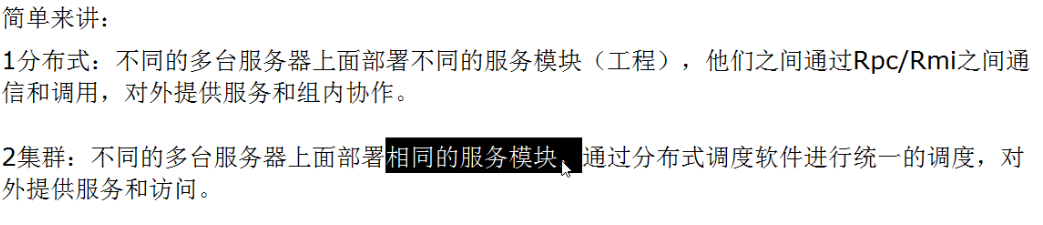 简单来讲：
1分布式：不同的多台服务器上面部署不同的服务模块（工程），他们之间通过Rpc/Rmi之间通
信和调用，对外提供服务和组内协作。
2集群：不同的多台服务器上面部署相同的服务模块，通过分布式调度软件进行统一的调度，对
外提供服务和访问。